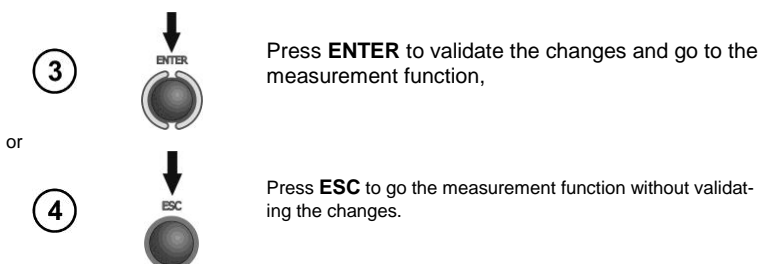 3
ENTER
Press ENTER to validate the changes and go to the
measurement function,
or
4
ESC
Press ESC to go the measurement function without validat-
ing the changes.